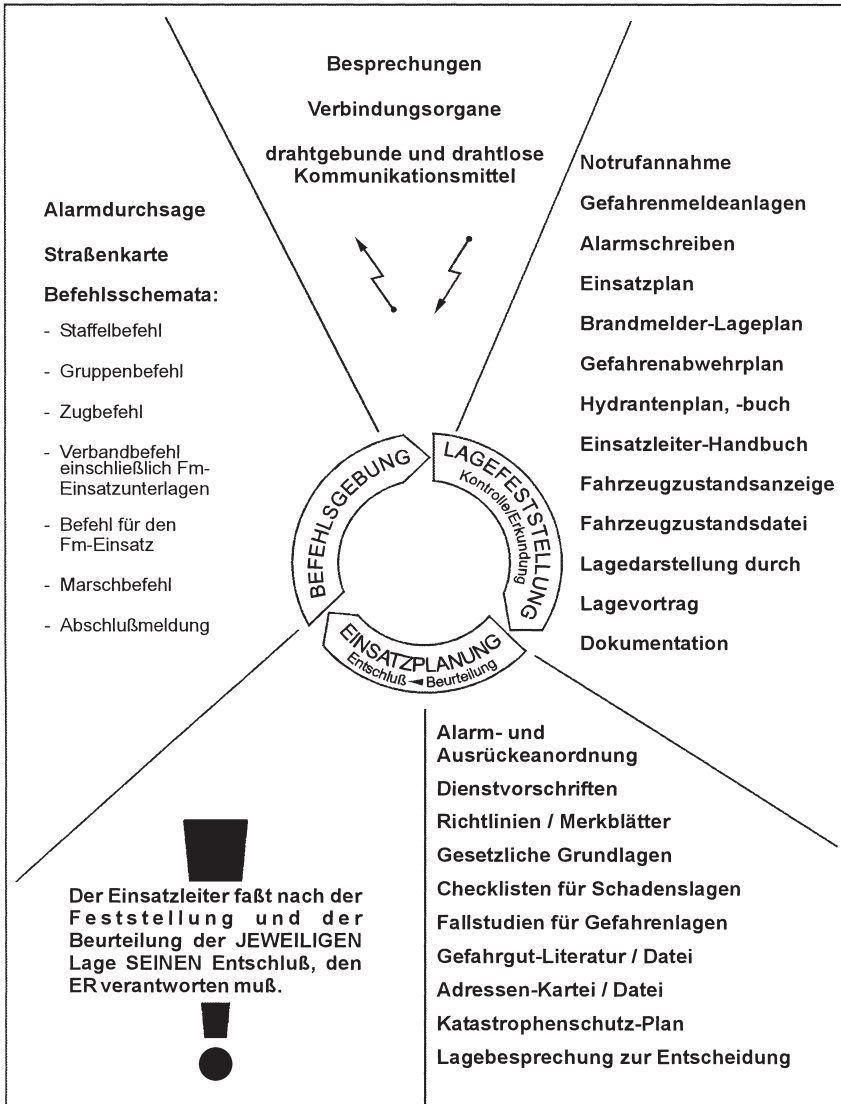 Besprechungen
Verbindungsorgane
drahtgebunde und drahtlose
Kommunikationsmittel
Alarmdurchsage
Straßenkarte
Befehlsschemata:
- Staffelbefehl
- Gruppenbefehl
- Zugbefehl
- Verbandbefehl
einschließlich Fm-
Einsatzunterlagen
- Befehl für den
Fm-Einsatz
- Marschbefehl
- Abschlußmeldung
Notrufannahme
Gefahrenmeldeanlagen
Alarmschreiben
Einsatzplan
Brandmelder-Lageplan
Gefahrenabwehrplan
Hydrantenplan, -buch
Einsatzleiter-Handbuch
Fahrzeugzustandsanzeige
Fahrzeugzustandsdatei
Lagedarstellung durch
Lagevortrag
Dokumentation
BEFEHLSGEBUNG
LAGEFESTSTELLUNG
Kontrolle/Erkundung
EINSATZPLANUNG
Entschluß ◄ Beurteilung
Der Einsatzleiter faßt nach der
Feststellung und der
Beurteilung der JEWEILIGEN
Lage SEINEN Entschluß, den
ER verantworten muß.
Alarm- und
Ausrückeanordnung
Dienstvorschriften
Richtlinien / Merkblätter
Gesetzliche Grundlagen
Checklisten für Schadenslagen
Fallstudien für Gefahrenlagen
Gefahrgut-Literatur / Datei
Adressen-Kartei / Datei
Katastrophenschutz-Plan
Lagebesprechung zur Entscheidung